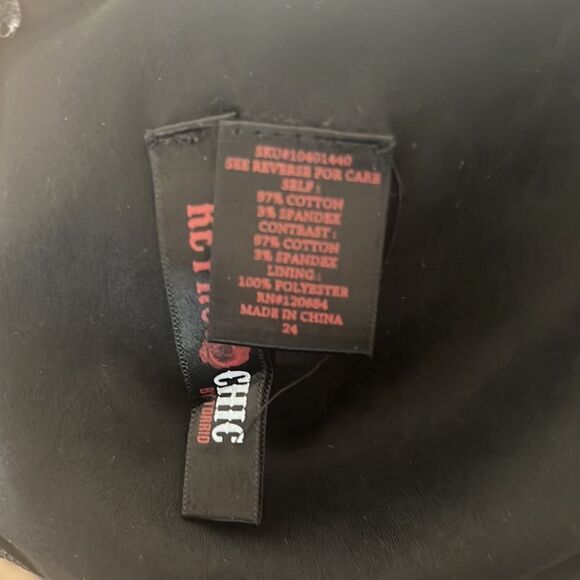 SKU#10401440
SEE REVERSE FOR CARE
SELF:
97% COTTON
3% SPANDEX
CONTRAST:
97% COTTON
3% SPANDEX
LINING:
100% POLYESTER
RN#120684
MADE IN CHINA
24
CHIC
BY TORRID